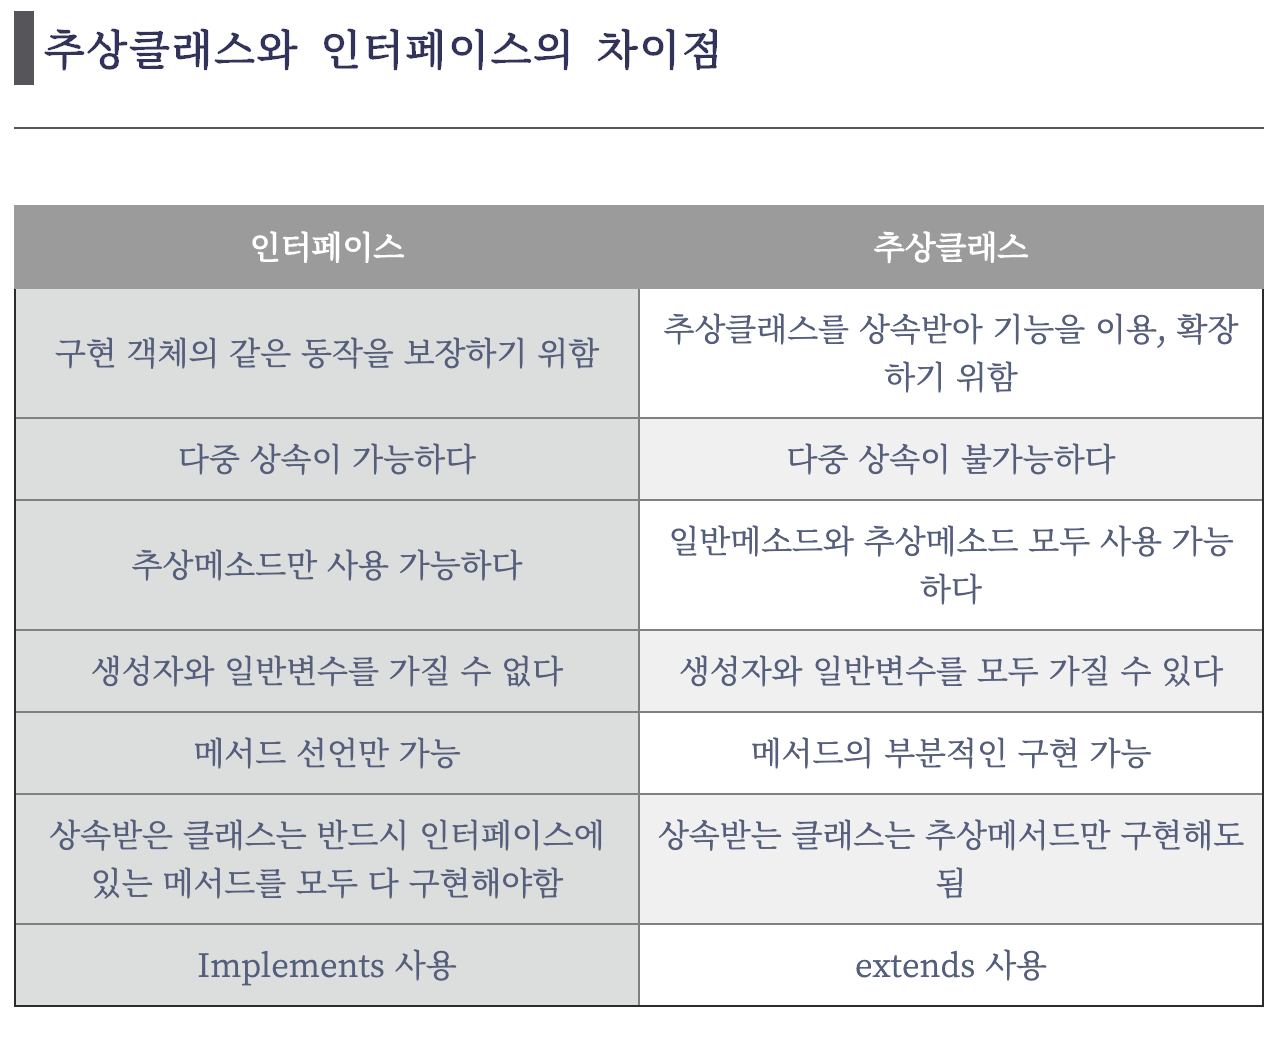 추상클래스와 인터페이스의 차이점
인터페이스
추상클래스
구현 객체의 같은 동작을 보장하기 위함
추상클래스를 상속받아 기능을 이용, 확장
하기 위함
다중 상속이 가능하다
다중 상속이 불가능하다
추상메소드만 사용 가능하다
일반메소드와 추상메소드 모두 사용 가능
하다
생성자와 일반변수를 가질 수 없다
생성자와 일반변수를 모두 가질 수 있다
메서드 선언만 가능
메서드의 부분적인 구현 가능
상속받은 클래스는 반드시 인터페이스에
있는 메서드를 모두 다 구현해야함
상속받는 클래스는 추상메서드만 구현해도
됨
Implements 사용
extends 사용